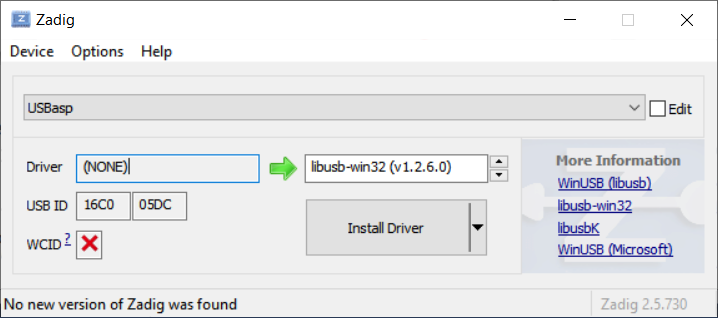 Zadig
Device Options Help
USBasp
Edit
Driver (NONE) libusb-win32 (v1.2.6.0)
USB ID 16C0 05DC
WCID ?
Install Driver
More Information
WinUSB (libusb)
libusb-win32
libusbK
WinUSB (Microsoft)
No new version of Zadig was found
Zadig 2.5.730